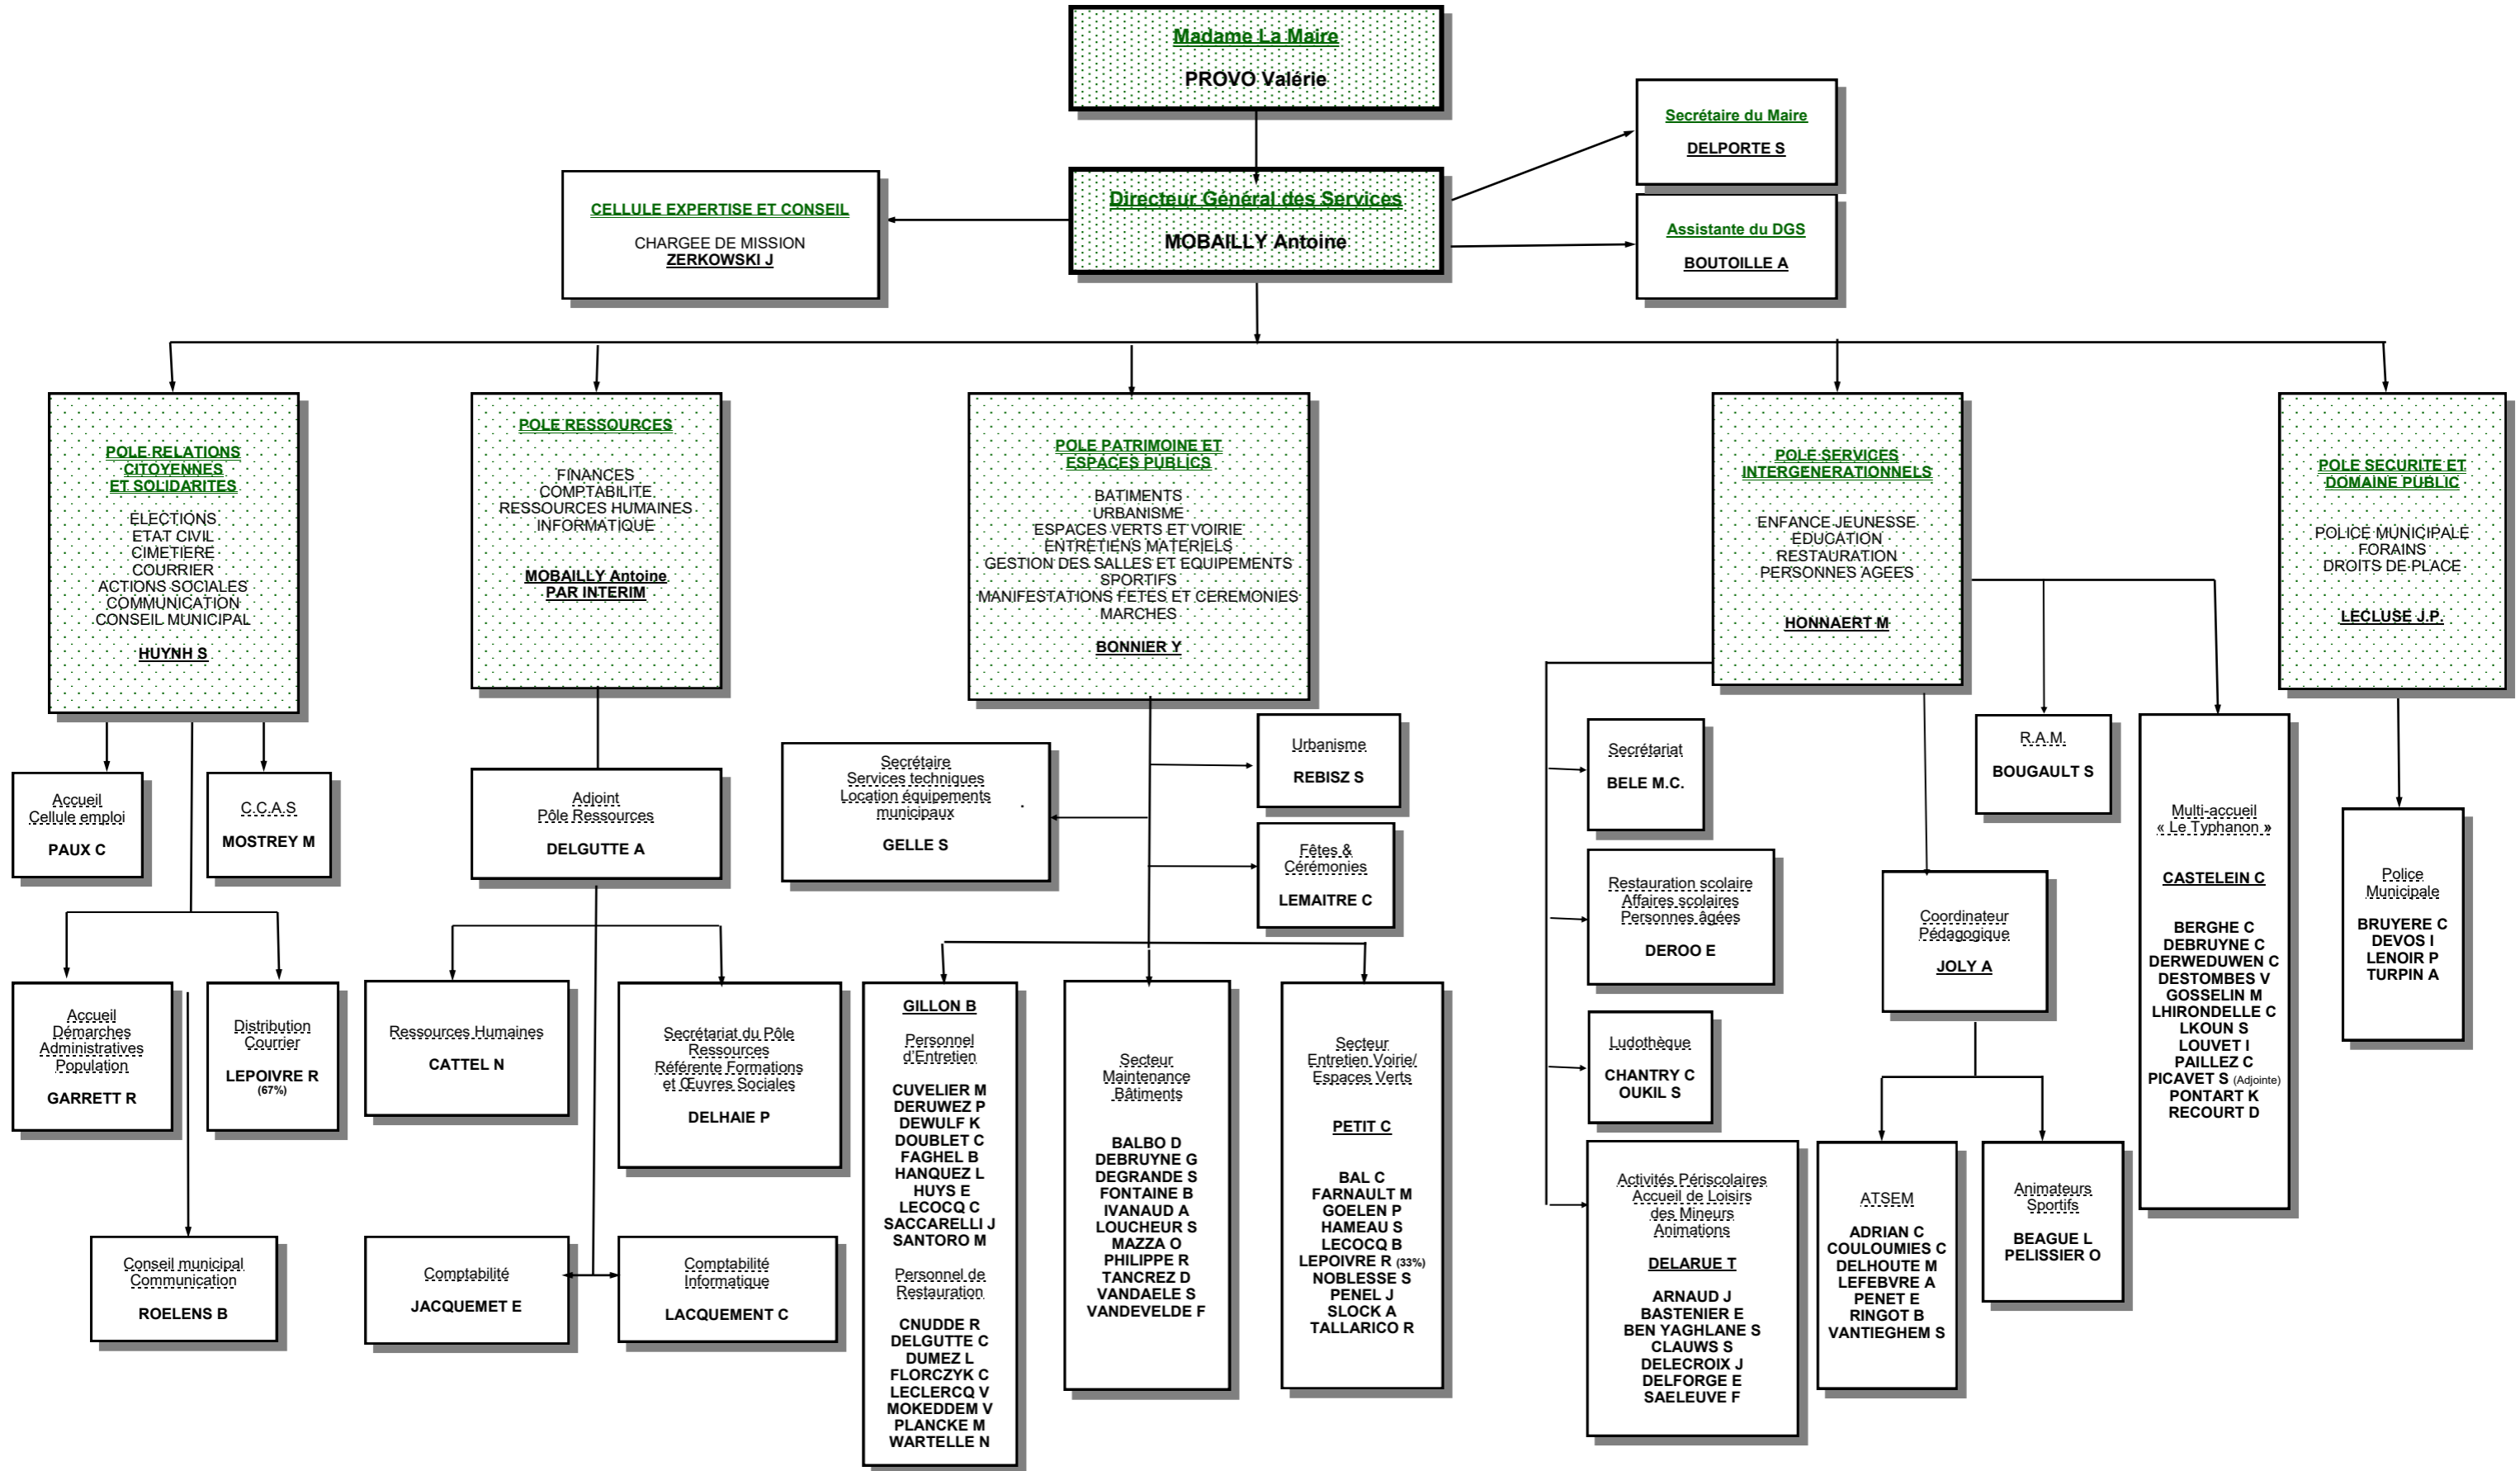 Madame La Maire
PROVO Valérie
Secrétaire du Maire
DELPORTE S
CELLULE EXPERTISE ET CONSEIL
CHARGEE DE MISSION
ZERKOWSKI J
Directeur Général des Services
MOBAILLY Antoine
Assistante du DGS
BOUTOILLE A
POLE RELATIONS
CITOYENNES
ET SOLIDARITES
ELECTIONS
ETAT CIVIL
CIMETIERE
COURRIER
ACTIONS SOCIALES
COMMUNICATION
CONSEIL MUNICIPAL
HUYNH S
POLE RESSOURCES
FINANCES
COMPTABILITE
RESSOURCES HUMAINES
INFORMATIQUE
MOBAILLY Antoine
PAR INTERIM
POLE PATRIMOINE ET
ESPACES PUBLICS
BATIMENTS
URBANISME
ESPACES VERTS ET VOIRIE
ENTRETIENS MATERIELS
GESTION DES SALLES ET EQUIPEMENTS
SPORTIFS
MANIFESTATIONS FETES ET CEREMONIES
MARCHES
BONNIER Y
POLE SERVICES
INTERGENERATIONNELS
ENFANCE JEUNESSE
EDUCATION
RESTAURATION
PERSONNES AGEES
HONNAERT M
POLE SECURITE ET
DOMAINE PUBLIC
POLICE MUNICIPALE
FORAINS
DROITS DE PLACE
LECLUSE J.P.
Accueil
Cellule emploi
PAUX C
C.C.A.S
MOSTREY M
Adjoint
Pôle Ressources
DELGUTTE A
Secrétaire
Services techniques
Location équipements
municipaux
GELLE S
.
Urbanisme
REBISZ S
Fêtes &
Cérémonies
LEMAITRE C
Secrétariat
BELE M.C.
Restauration scolaire
Affaires scolaires
Personnes âgées
DEROO E
Ludothèque
CHANTRY C
OUKIL S
Activités Périscolaires
Accueil de Loisirs
des Mineurs
Animations
DELARUE T
ARNAUD J
BASTENIER E
BEN YAGHLANE S
CLAUWS S
DELECROIX J
DELFORGE E
SAELEUVE F
R.A.M.
BOUGAULT S
Coordinateur
Pédagogique
JOLY A
ATSEM
ADRIAN C
COULOUMIES C
DELHOUTE M
LEFEBVRE A
PENET E
RINGOT B
VANTIEGHEM S
Animateurs
Sportifs
BEAGUE L
PELISSIER O
Multi-accueil
« Le Typhanon »
CASTELEIN C
BERGHE C
DEBRUYNE C
DERWEDUWEN C
DESTOMBES V
GOSSELIN M
LHIRONDELLE C
LKOUN S
LOUVET I
PAILLEZ C
PICAVET S (Adjointe)
PONTART K
RECOURT D
Police
Municipale
BRUYERE C
DEVOS I
LENOIR P
TURPIN A
Accueil
Démarches
Administratives
Population
GARRETT R
Distribution
Courrier
LEPOIVRE R
(67%)
Conseil municipal
Communication
ROELENS B
Ressources Humaines
CATTEL N
Secrétariat du Pôle
Ressources
Référente Formations
et Œuvres Sociales
DELHAIE P
Comptabilité
JACQUEMET E
Comptabilité
Informatique
LACQUEMENT C
GILLON B
Personnel
d'Entretien
CUVELIER M
DERUWEZ P
DEWULF K
DOUBLET C
FAGHEL B
HANQUEZ L
HUYS E
LECOCQ C
SACCARELLI J
SANTORO M
Personnel de
Restauration
CNUDDE R
DELGUTTE C
DUMEZ L
FLORCZYK C
LECLERCQ V
MOKEDDEM V
PLANCKE M
WARTELLE N
Secteur
Maintenance
Bâtiments
BALBO D
DEBRUYNE G
DEGRANDE S
FONTAINE B
IVANAUD A
LOUCHEUR S
MAZZA O
PHILIPPE R
TANCREZ D
VANDAELE S
VANDEVELDE F
Secteur
Entretien Voirie/
Espaces Verts
PETIT C
BAL C
FARNAULT M
GOELEN P
HAMEAU S
LECOCQ B
LEPOIVRE R (33%)
NOBLESSE S
PENEL J
SLOCK A
TALLARICO R